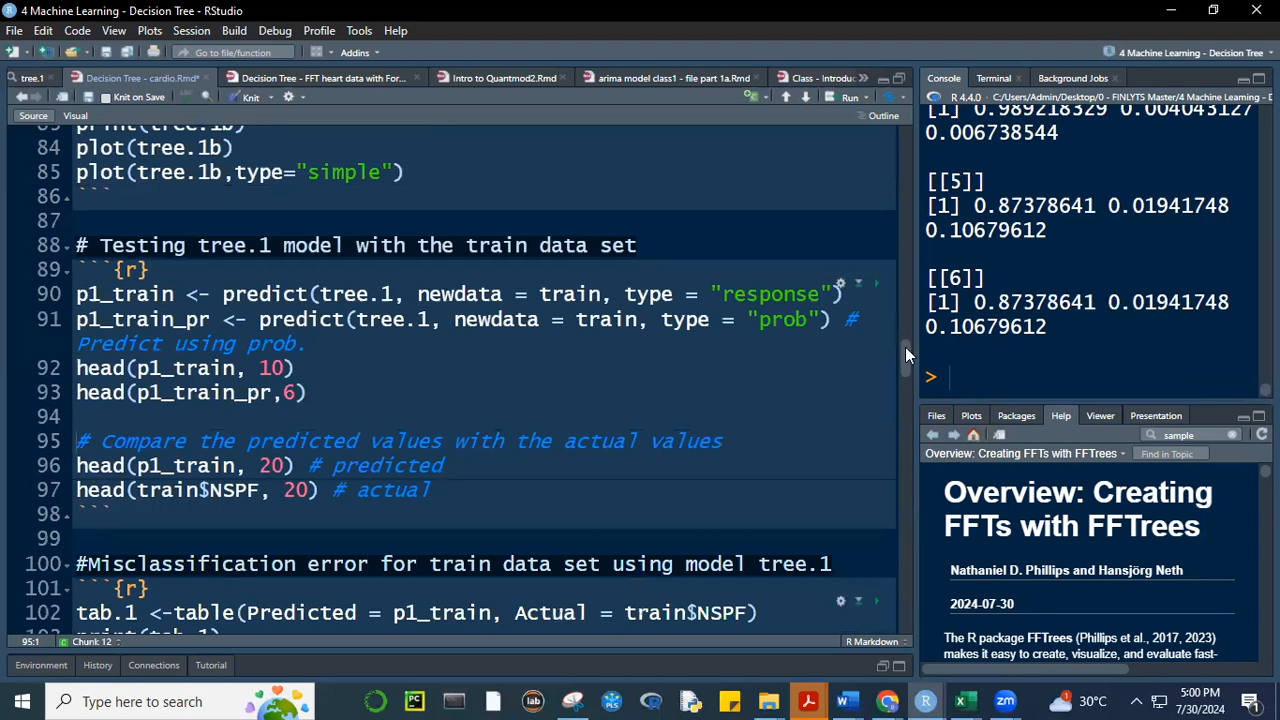 4 Machine Learning - Decision Tree - RStudio
File Edit Code View Plots Session Build Debug Profile Tools Help
Go to file/function
Addins
4 Machine Learning - Decision Tree
tree.1
Decision Tree - cardio.Rmd*
Decision Tree - FFT heart data with For...
Intro to Quantmod2.Rmd
arima model class1 - file part 1a.Rmd
Class - Introduc
Knit on Save
Knit
Run
Source Visual
Outline
print(tree.1b)
84 plot(tree.1b)
85 plot(tree.1b,type="simple")
86 ```
87
88 # Testing tree.1 model with the train data set
89 ```{r}
90 p1_train <- predict(tree.1, newdata = train, type = "response")
91 p1_train_pr <- predict(tree.1, newdata = train, type = "prob") #
Predict using prob.
92 head(p1_train, 10)
93 head(p1_train_pr,6)
94
95 # Compare the predicted values with the actual values
96 head(p1_train, 20) # predicted
97 head(train$NSPF, 20) # actual
98 ```
99
100 #Misclassification error for train data set using model tree.1
101 ```{r}
102 tab.1 <-table(Predicted = p1_train, Actual = train$NSPF)
103 print(tab.1)
95:1 Chunk 12
R Markdown
Environment History Connections Tutorial
Console Terminal Background Jobs
R 4.4.0 · C:/Users/Admin/Desktop/0 - FINLYTS Master/4 Machine Learning - D
[1] 0.989218329 0.004043127
0.006738544
[[5]]
[1] 0.87378641 0.01941748
0.10679612
[[6]]
[1] 0.87378641 0.01941748
0.10679612
>
Files Plots Packages Help Viewer Presentation
sample
Overview: Creating FFTs with FFTrees
Find in Topic
Overview: Creating
FFTs with FFTrees
Nathaniel D. Phillips and Hansjörg Neth
2024-07-30
The R package FFTrees (Phillips et al., 2017, 2023)
makes it easy to create, visualize, and evaluate fast-
Type here to search
30°C
5:00 PM
7/30/2024